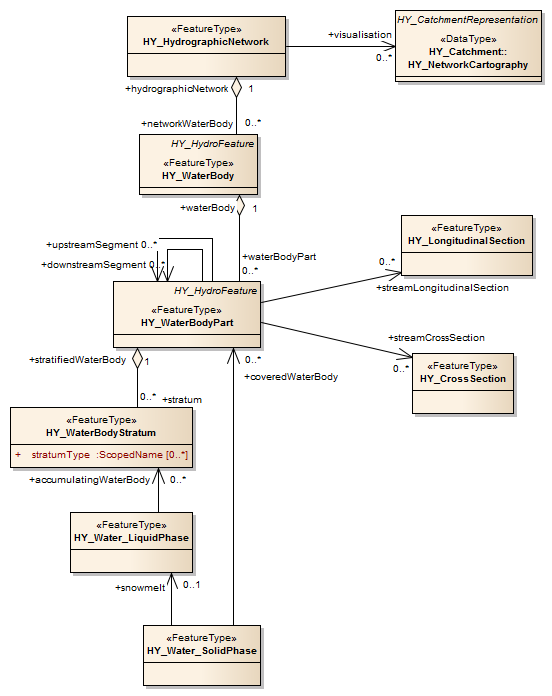 HY_CatchmentRepresentation
«FeatureType»
HY_HydrographicNetwork
+visualisation
0..*
«DataType»
HY_Catchment::
HY_NetworkCartography
+hydrographicNetwork
1
+networkWaterBody
0..*
HY_HydroFeature
«FeatureType»
HY_WaterBody
+waterBody
1
+upstreamSegment 0..*
+downstreamSegment 0..*
+waterBodyPart
0..*
«FeatureType»
HY_LongitudinalSection
0..*
+streamLongitudinalSection
HY_HydroFeature
«FeatureType»
HY_WaterBodyPart
+streamCrossSection
0..*
+stratifiedWaterBody
1
0..*
+coveredWaterBody
«FeatureType»
HY_CrossSection
0..*
+stratum
«FeatureType»
HY_WaterBodyStratum
+ stratumType :ScopedName [0..*]
+accumulatingWaterBody
0..*
«FeatureType»
HY_Water_LiquidPhase
+snowmelt
0..1
«FeatureType»
HY_Water_SolidPhase